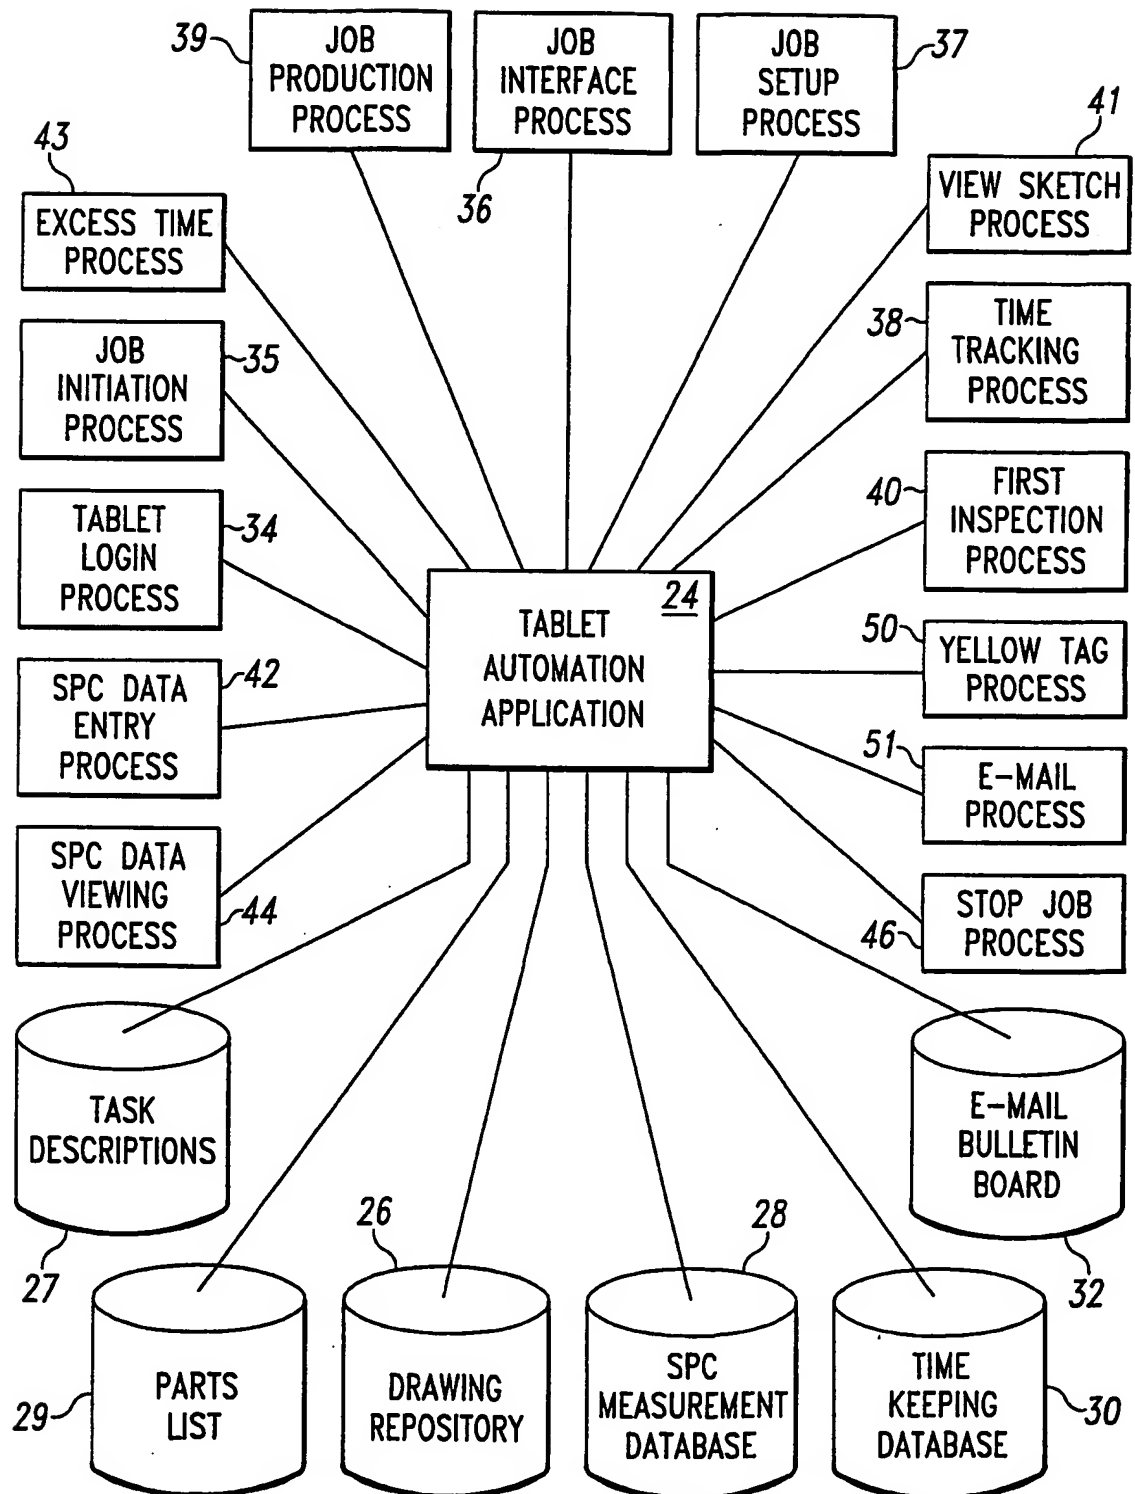 39
JOB
PRODUCTION
PROCESS
JOB
INTERFACE
PROCESS
36
JOB
SETUP
PROCESS
37
41
VIEW SKETCH
PROCESS
43
EXCESS TIME
PROCESS
38
TIME
TRACKING
PROCESS
JOB
INITIATION
PROCESS
35
40
FIRST
INSPECTION
PROCESS
TABLET
LOGIN
PROCESS
34
24
TABLET
AUTOMATION
APPLICATION
50
YELLOW TAG
PROCESS
SPC DATA
ENTRY
PROCESS
42
51
E-MAIL
PROCESS
SPC DATA
VIEWING
PROCESS
44
STOP JOB
PROCESS
46
TASK
DESCRIPTIONS
27
E-MAIL
BULLETIN
BOARD
32
PARTS
LIST
29
26
DRAWING
REPOSITORY
28
SPC
MEASUREMENT
DATABASE
TIME
KEEPING
DATABASE
30